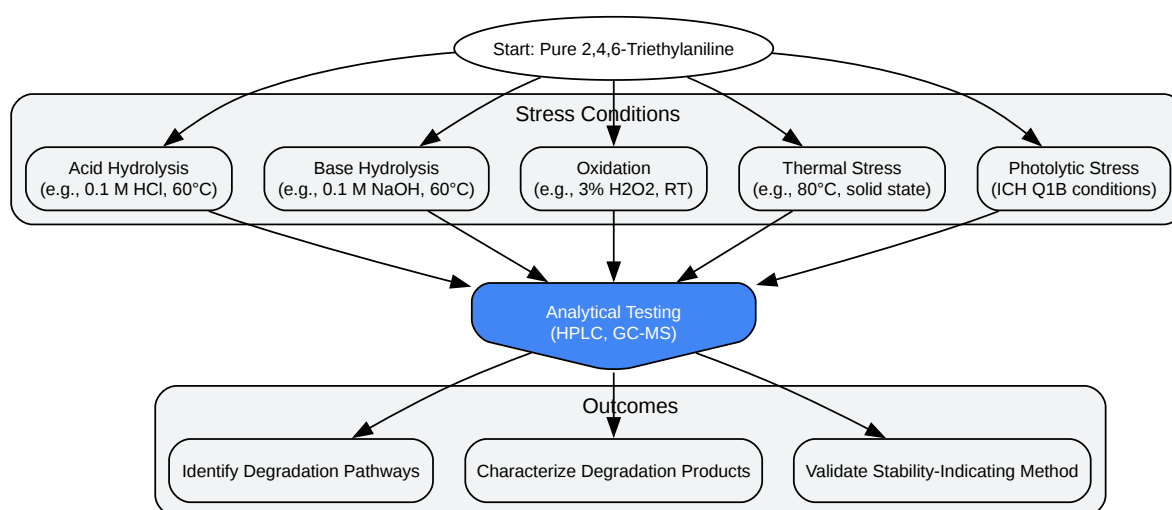 Start: Pure 2,4,6-Triethylaniline
Stress Conditions
Acid Hydrolysis
(e.g., 0.1 M HCl, 60°C)
Base Hydrolysis
(e.g., 0.1 M NaOH, 60°C)
Oxidation
(e.g., 3% H2O2, RT)
Thermal Stress
(e.g., 80°C, solid state)
Photolytic Stress
(ICH Q1B conditions)
Analytical Testing
(HPLC, GC-MS)
Outcomes
Identify Degradation Pathways
Characterize Degradation Products
Validate Stability-Indicating Method